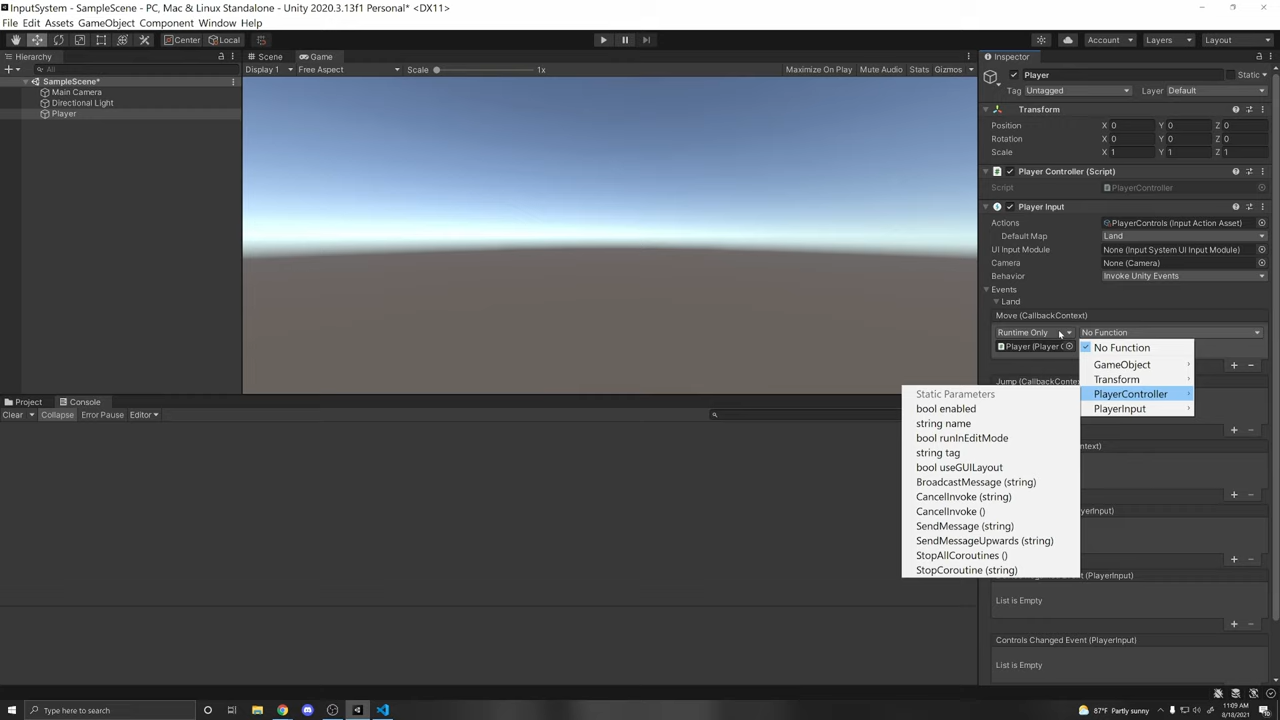 InputSystem - SampleScene - PC, Mac & Linux Standalone - Unity 2020.3.13f1 Personal* <DX11>
File Edit Assets GameObject Component Window Help
Center Local Account Layers Layout
Hierarchy Scene Game Inspector
All Display 1 Free Aspect Scale 1x Maximize On Play Mute Audio Stats Gizmos
Player Static
SampleScene*
Main Camera
Directional Light
Player
Tag Untagged Layer Default
Transform
Position X 0 Y 0 Z 0
Rotation X 0 Y 0 Z 0
Scale X 1 Y 1 Z 1
Player Controller (Script)
Script PlayerController
Player Input
Actions PlayerControls (Input Action Asset)
Default Map Land
UI Input Module None (Input System UI Input Module)
Camera None (Camera)
Behavior Invoke Unity Events
Events
Land
Move (CallbackContext)
Runtime Only No Function
Player (Player C
No Function
GameObject
Transform
PlayerController
PlayerInput
Jump (CallbackConte
Static Parameters
bool enabled
string name
bool runInEditMode
string tag
bool useGUILayout
BroadcastMessage (string)
CancelInvoke (string)
CancelInvoke ()
SendMessage (string)
SendMessageUpwards (string)
StopAllCoroutines ()
StopCoroutine (string)
Project Console
Clear Collapse Error Pause Editor
(PlayerInput)
List is Empty
Controls Changed Event (PlayerInput)
List is Empty
Type here to search
87°F Partly sunny
11:09 AM
8/18/2021